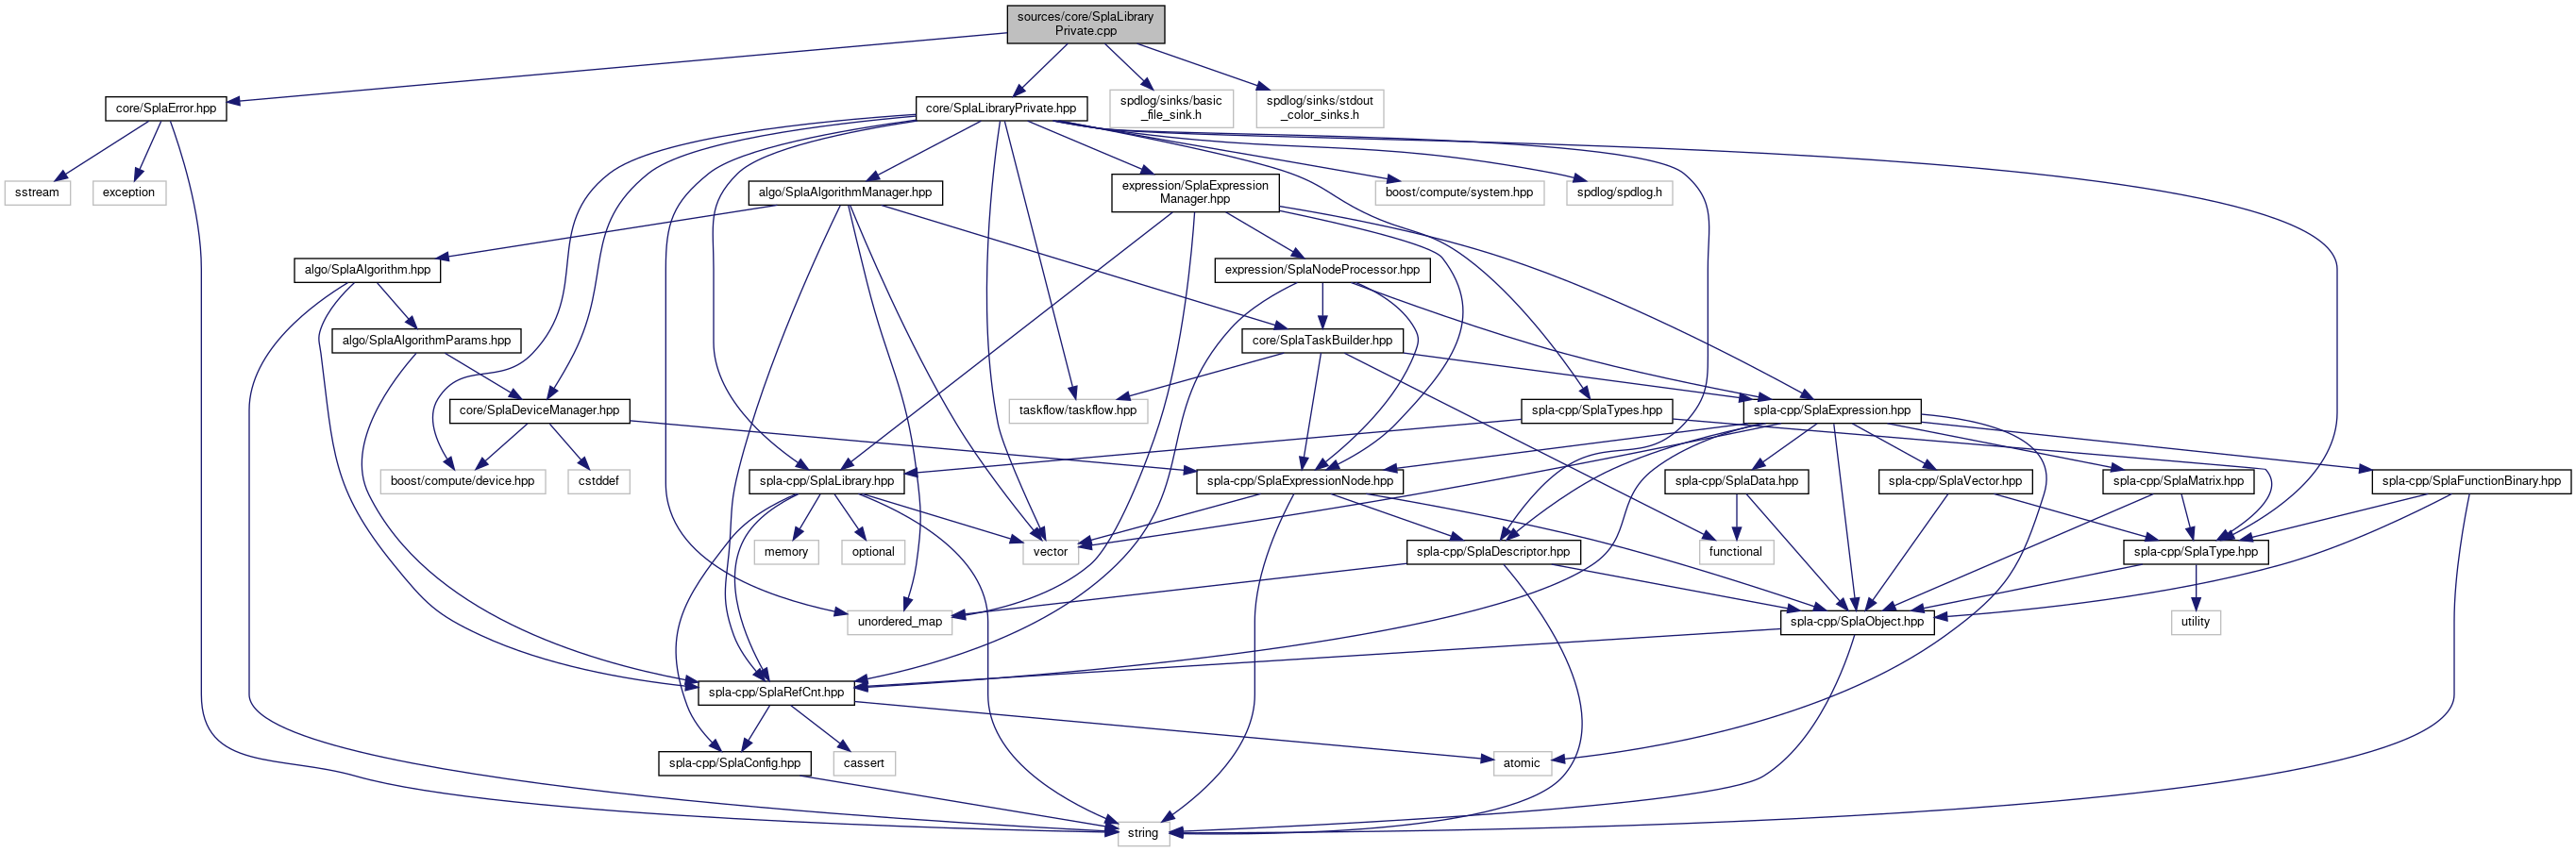 sources/core/SplaLibrary
Private.cpp
core/SplaError.hpp
core/SplaLibraryPrivate.hpp
spdlog/sinks/basic
_file_sink.h
spdlog/sinks/stdout
_color_sinks.h
sstream
exception
algo/SplaAlgorithmManager.hpp
expression/SplaExpression
Manager.hpp
boost/compute/system.hpp
spdlog/spdlog.h
algo/SplaAlgorithm.hpp
expression/SplaNodeProcessor.hpp
algo/SplaAlgorithmParams.hpp
core/SplaTaskBuilder.hpp
core/SplaDeviceManager.hpp
taskflow/taskflow.hpp
spla-cpp/SplaTypes.hpp
spla-cpp/SplaExpression.hpp
boost/compute/device.hpp
cstddef
spla-cpp/SplaLibrary.hpp
spla-cpp/SplaExpressionNode.hpp
spla-cpp/SplaData.hpp
spla-cpp/SplaVector.hpp
spla-cpp/SplaMatrix.hpp
spla-cpp/SplaFunctionBinary.hpp
memory
optional
vector
spla-cpp/SplaDescriptor.hpp
functional
spla-cpp/SplaType.hpp
unordered_map
spla-cpp/SplaObject.hpp
utility
spla-cpp/SplaRefCnt.hpp
spla-cpp/SplaConfig.hpp
cassert
atomic
string